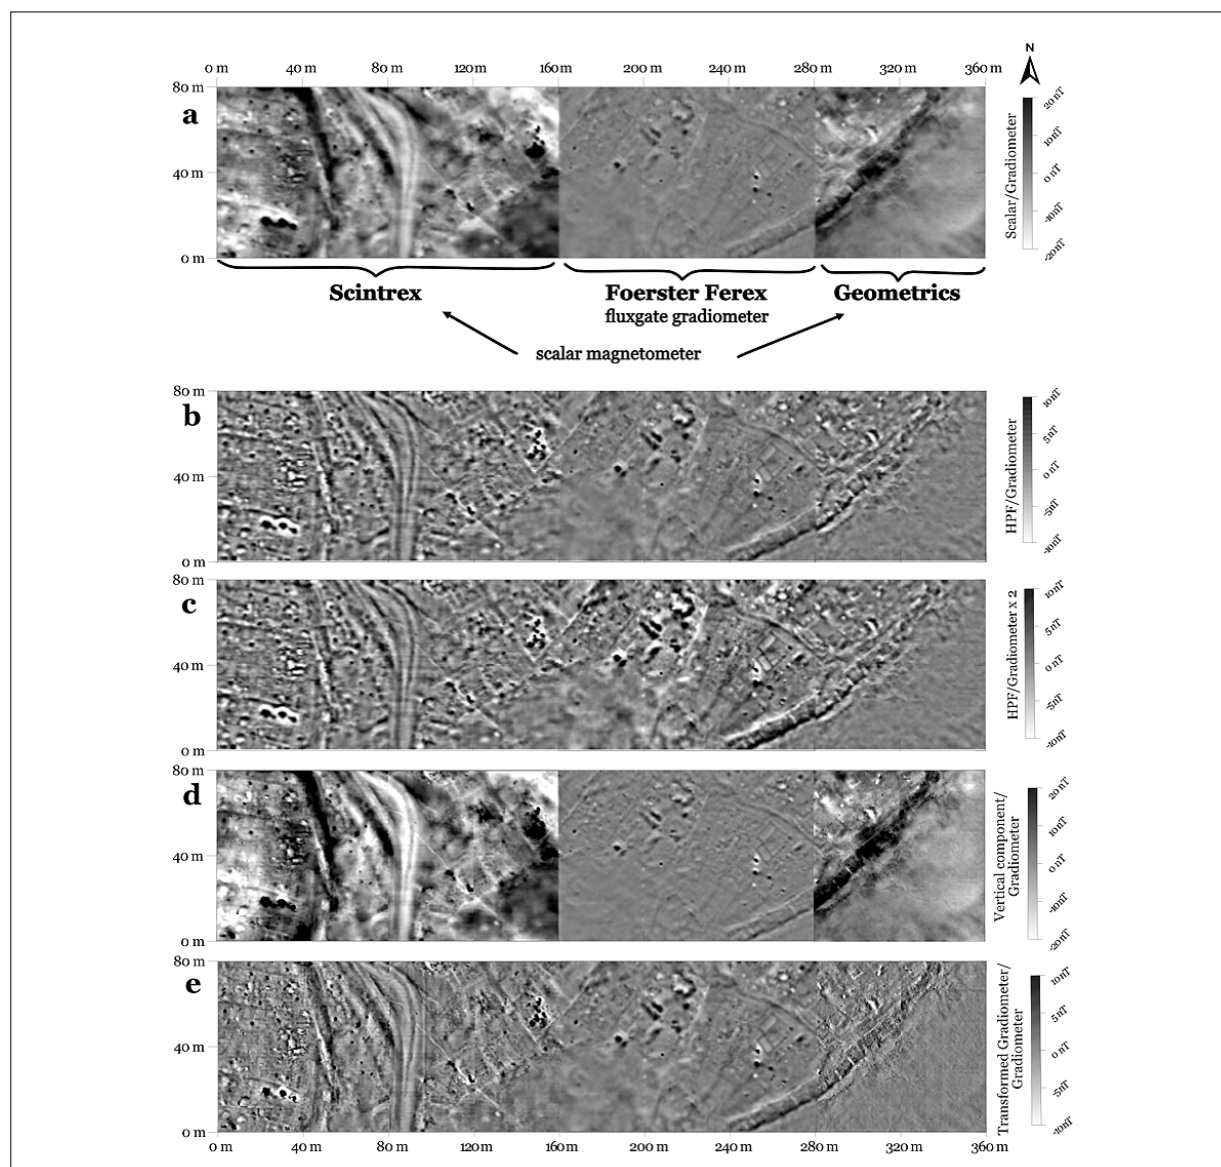 N
0 m 40 m 80 m 120 m 160 m 200 m 240 m 280 m 320 m 360 m
80 m
40 m
0 m
a
20 nT
10 nT
0 nT
-10 nT
-20 nT
Scalar/Gradiometer
Scintrex
Foerster Ferex
fluxgate gradiometer
Geometrics
scalar magnetometer
80 m
40 m
0 m
b
10 nT
5 nT
0 nT
-5 nT
-10 nT
HPF/Gradiometer
80 m
40 m
0 m
c
10 nT
5 nT
0 nT
-5 nT
-10 nT
HPF/Gradiometer x 2
80 m
40 m
0 m
d
20 nT
10 nT
0 nT
-10 nT
-20 nT
Vertical component/
Gradiometer
80 m
40 m
0 m
e
10 nT
5 nT
0 nT
-5 nT
-10 nT
Transformed Gradiometer/
Gradiometer
0 m 40 m 80 m 120 m 160 m 200 m 240 m 280 m 320 m 360 m